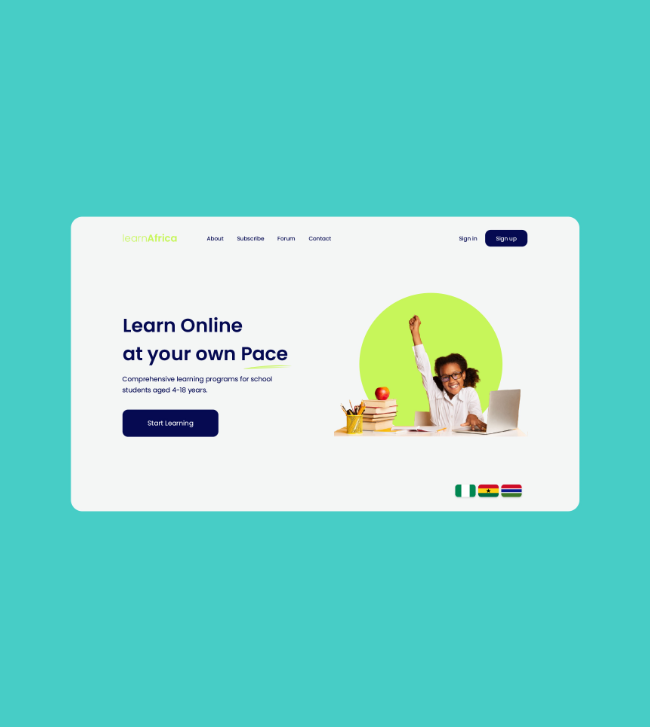 learnAfrica
About
Subscribe
Forum
Contact
Sign in
Sign up
Learn Online
at your own Pace
Comprehensive learning programs for school
students aged 4-18 years.
Start Learning